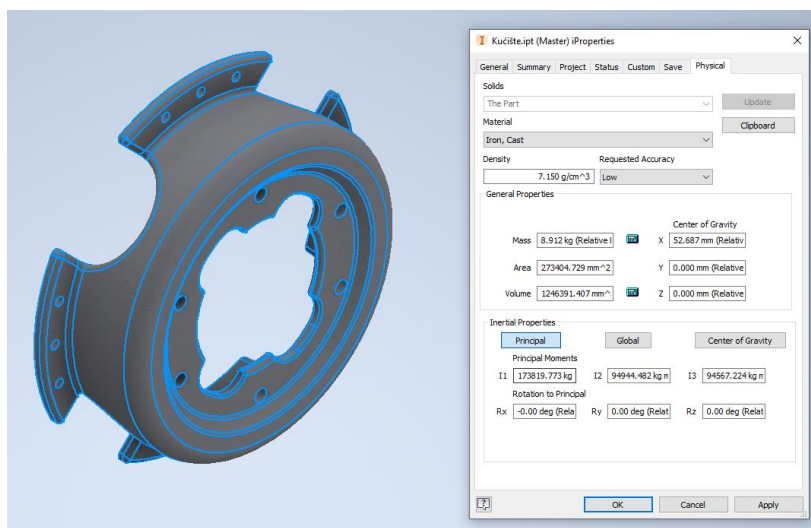 Kućište.ipt (Master) iProperties
General Summary Project Status Custom Save Physical
Solids
The Part
Update
Material
Clipboard
Iron, Cast
Density Requested Accuracy
7.150 g/cm^3 Low
General Properties
Center of Gravity
Mass 8.912 kg (Relative X 52.687 mm (Relativ
Area 273404.729 mm^2 Y 0.000 mm (Relative
Volume 1246391.407 mm^ Z 0.000 mm (Relative
Inertial Properties
Principal Global Center of Gravity
Principal Moments
I1 173819.773 kg I2 94944.482 kg m I3 94567.224 kg m
Rotation to Principal
Rx -0.00 deg (Rela Ry 0.00 deg (Relat Rz 0.00 deg (Relat
OK Cancel Apply